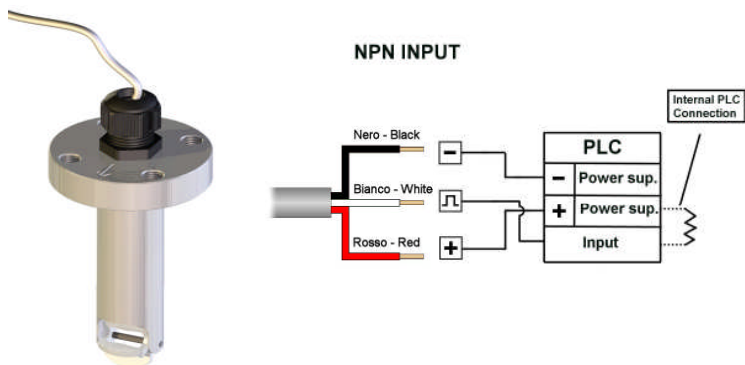 NPN INPUT
Internal PLC
Connection
Nero - Black
Bianco - White
Rosso - Red
PLC
- Power sup.
+ Power sup.
Input
-
+